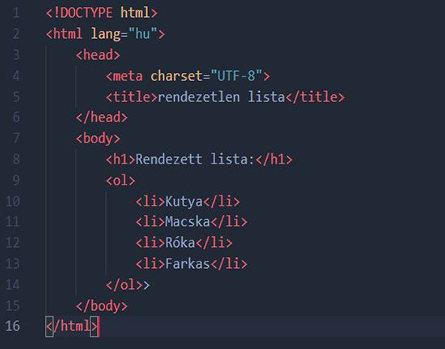 1 <!DOCTYPE html>
2 <html lang="hu">
3     <head>
4         <meta charset="UTF-8">
5         <title>rendezetlen lista</title>
6     </head>
7     <body>
8         <h1>Rendezett lista:</h1>
9         <ol>
10             <li>Kutya</li>
11             <li>Macska</li>
12             <li>Róka</li>
13             <li>Farkas</li>
14         </ol>>
15     </body>
16 </html>